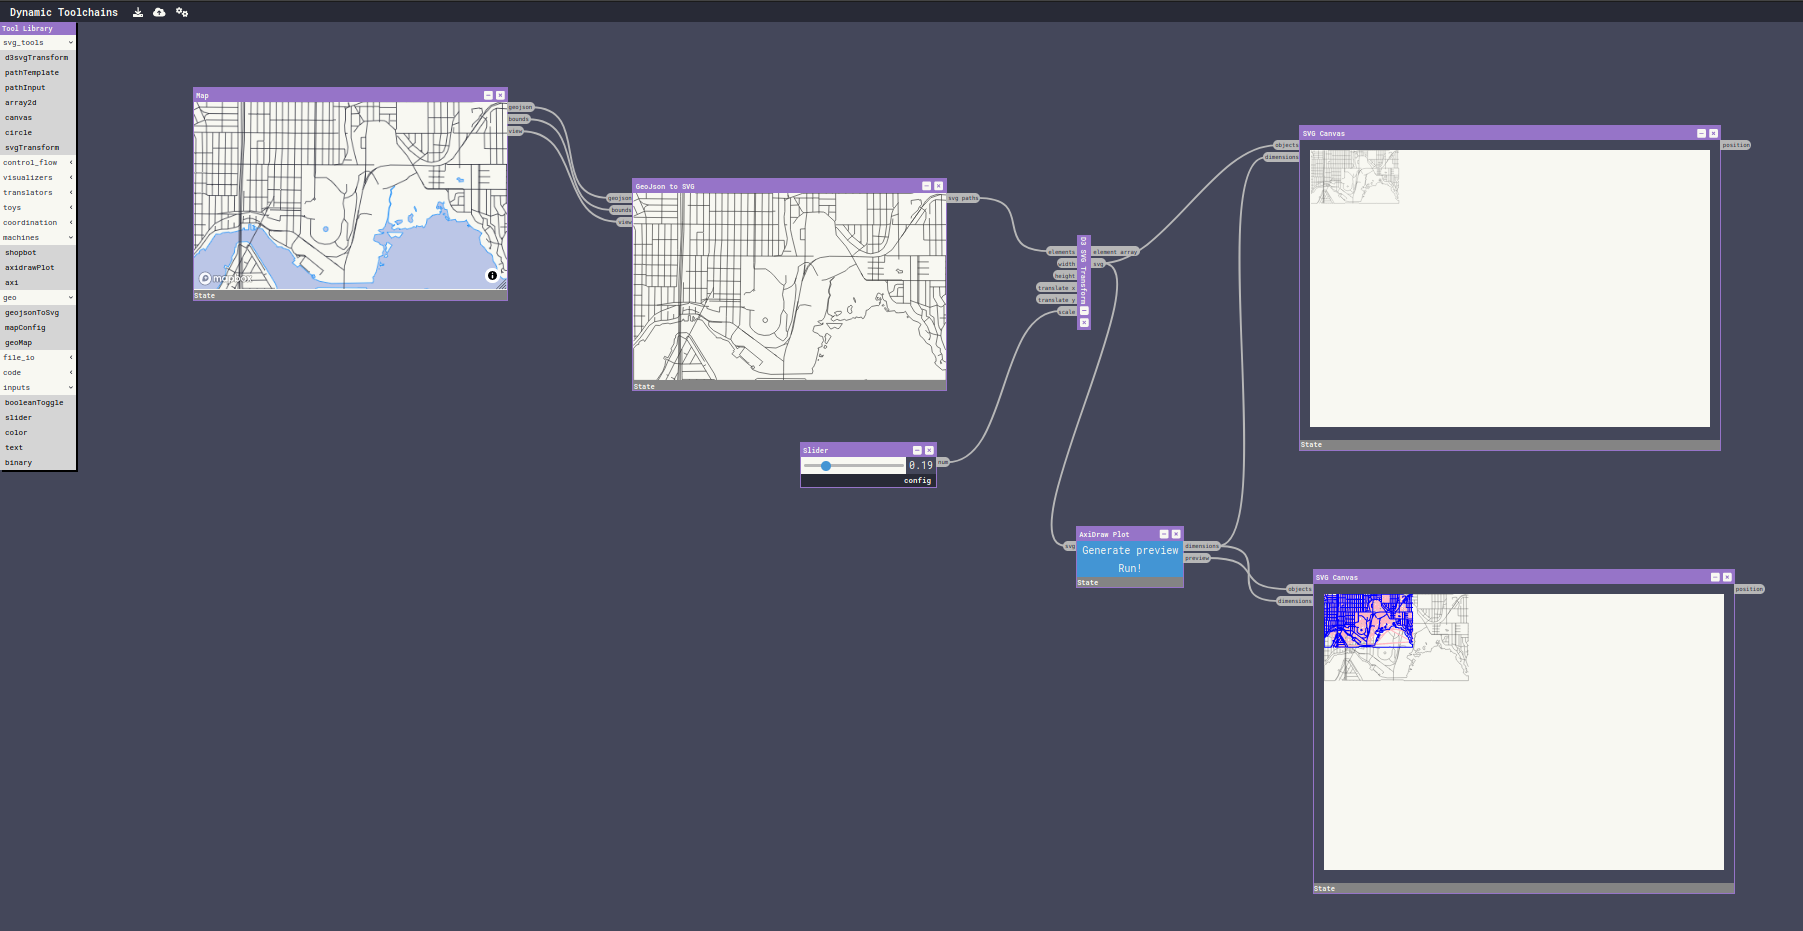 Dynamic Toolchains
Tool Library
svg_tools
d3svgTransform
pathTemplate
pathInput
array2d
canvas
circle
svgTransform
control_flow
visualizers
translators
toys
coordination
machines
shopbot
axidrawPlot
axi
geo
geojsonToSvg
mapConfig
geoMap
file_io
code
inputs
booleanToggle
slider
color
text
binary
Map
geojson
bounds
view
mapbox
State
GeoJson to SVG
geojson
bounds
view
svg paths
State
Slider
0.19
num
config
D3 SVG Transform
elements
width
height
translate x
translate y
scale
element array
svg
AxiDraw Plot
svg
Generate preview
Run!
dimensions
preview
State
SVG Canvas
objects
dimensions
position
State
SVG Canvas
objects
dimensions
position
State